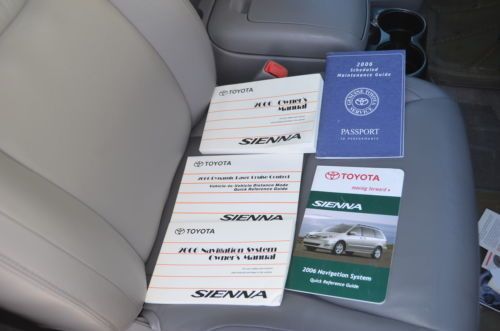 TOYOTA
2006 Owner's
Manual
SIENNA
2006
Scheduled
Maintenance Guide
GENUINE TOYOTA
SERVICE
PASSPORT
TO PERFORMANCE
TOYOTA
2006 Dynamic Laser Cruise Control
Vehicle-to-Vehicle Distance Mode
Quick Reference Guide
SIENNA
TOYOTA
2006 Navigation System
Owner's Manual
SIENNA
TOYOTA
moving forward
SIENNA
2006 Navigation System
Quick Reference Guide